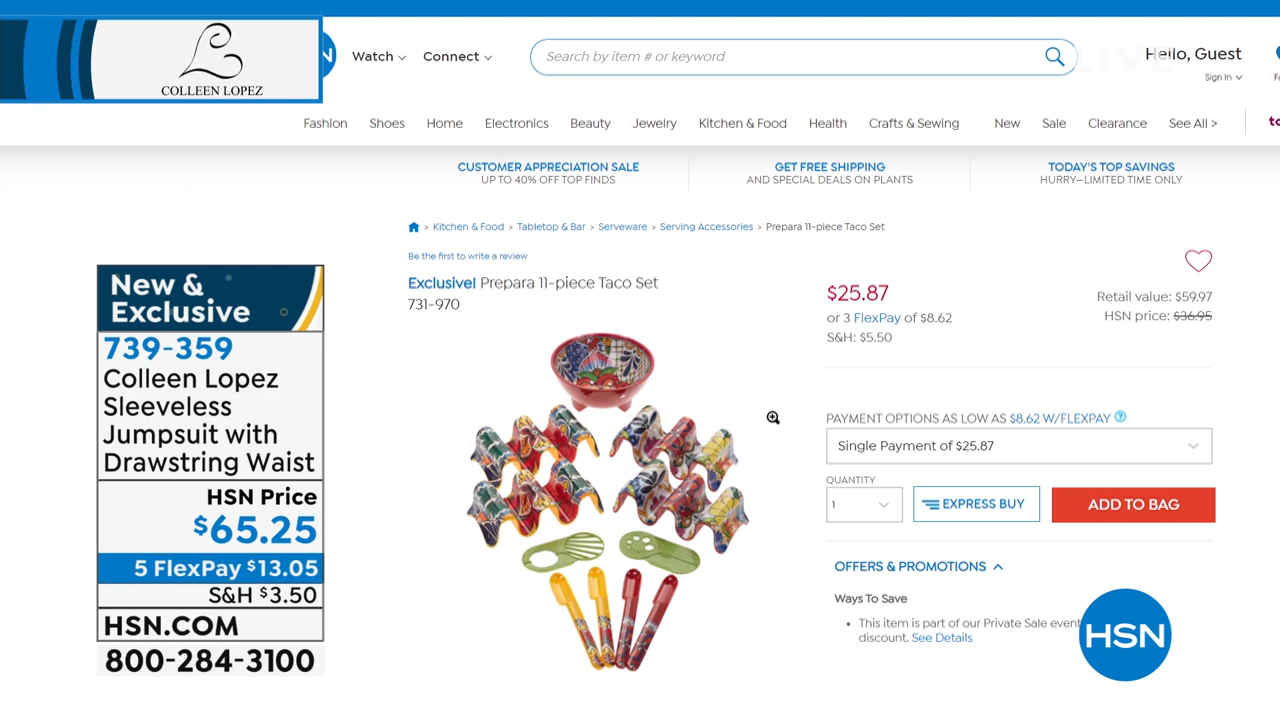 COLLEEN LOPEZ
N
Watch
Connect
Search by item # or keyword
LIVE
Hello, Guest
Sign In
Fashion
Shoes
Home
Electronics
Beauty
Jewelry
Kitchen & Food
Health
Crafts & Sewing
New
Sale
Clearance
See All >
CUSTOMER APPRECIATION SALE
UP TO 40% OFF TOP FINDS
GET FREE SHIPPING
AND SPECIAL DEALS ON PLANTS
TODAY'S TOP SAVINGS
HURRY—LIMITED TIME ONLY
> Kitchen & Food > Tabletop & Bar > Serveware > Serving Accessories > Prepara 11-piece Taco Set
Be the first to write a review
Exclusive! Prepara 11-piece Taco Set
731-970
$25.87
or 3 FlexPay of $8.62
S&H: $5.50
Retail value: $59.97
HSN price: $36.95
PAYMENT OPTIONS AS LOW AS $8.62 W/FLEXPAY ?
Single Payment of $25.87
QUANTITY
1
EXPRESS BUY
ADD TO BAG
OFFERS & PROMOTIONS
Ways To Save
• This item is part of our Private Sale event
discount. See Details
HSN
New &
Exclusive
739-359
Colleen Lopez
Sleeveless
Jumpsuit with
Drawstring Waist
HSN Price
$65.25
5 FlexPay $13.05
S&H $3.50
HSN.COM
800-284-3100